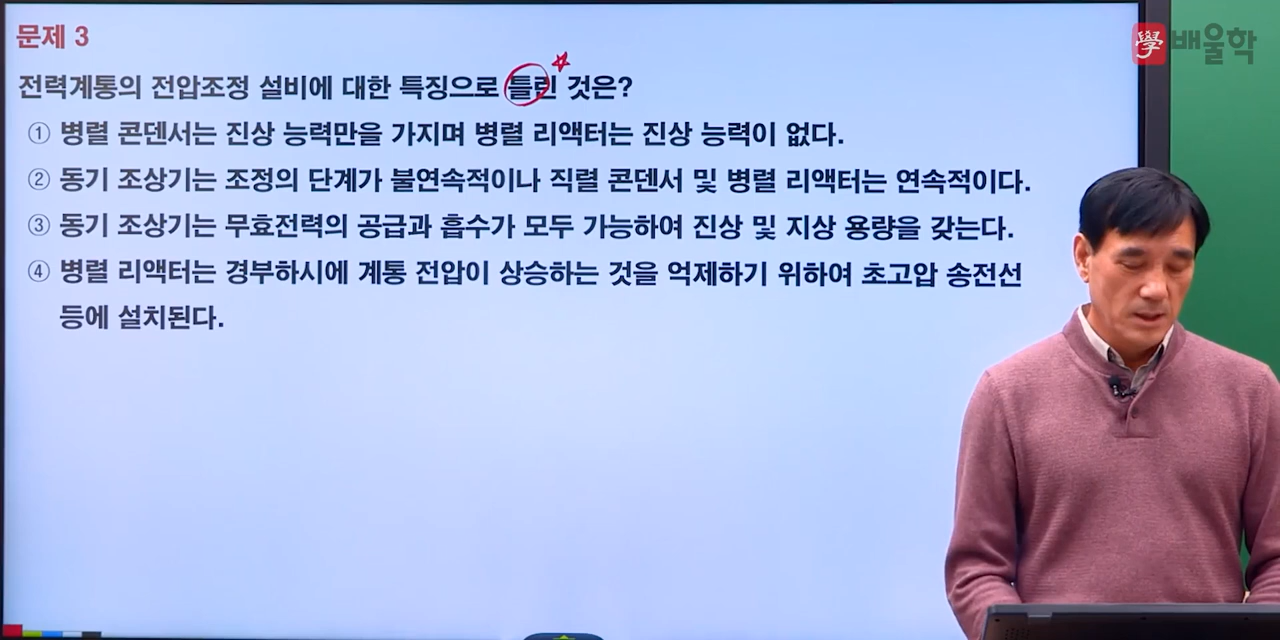 문제 3
學 배울학
전력계통의 전압조정 설비에 대한 특징으로 틀린 것은?
① 병렬 콘덴서는 진상 능력만을 가지며 병렬 리액터는 진상 능력이 없다.
② 동기 조상기는 조정의 단계가 불연속적이나 직렬 콘덴서 및 병렬 리액터는 연속적이다.
③ 동기 조상기는 무효전력의 공급과 흡수가 모두 가능하여 진상 및 지상 용량을 갖는다.
④ 병렬 리액터는 경부하시에 계통 전압이 상승하는 것을 억제하기 위하여 초고압 송전선
등에 설치된다.